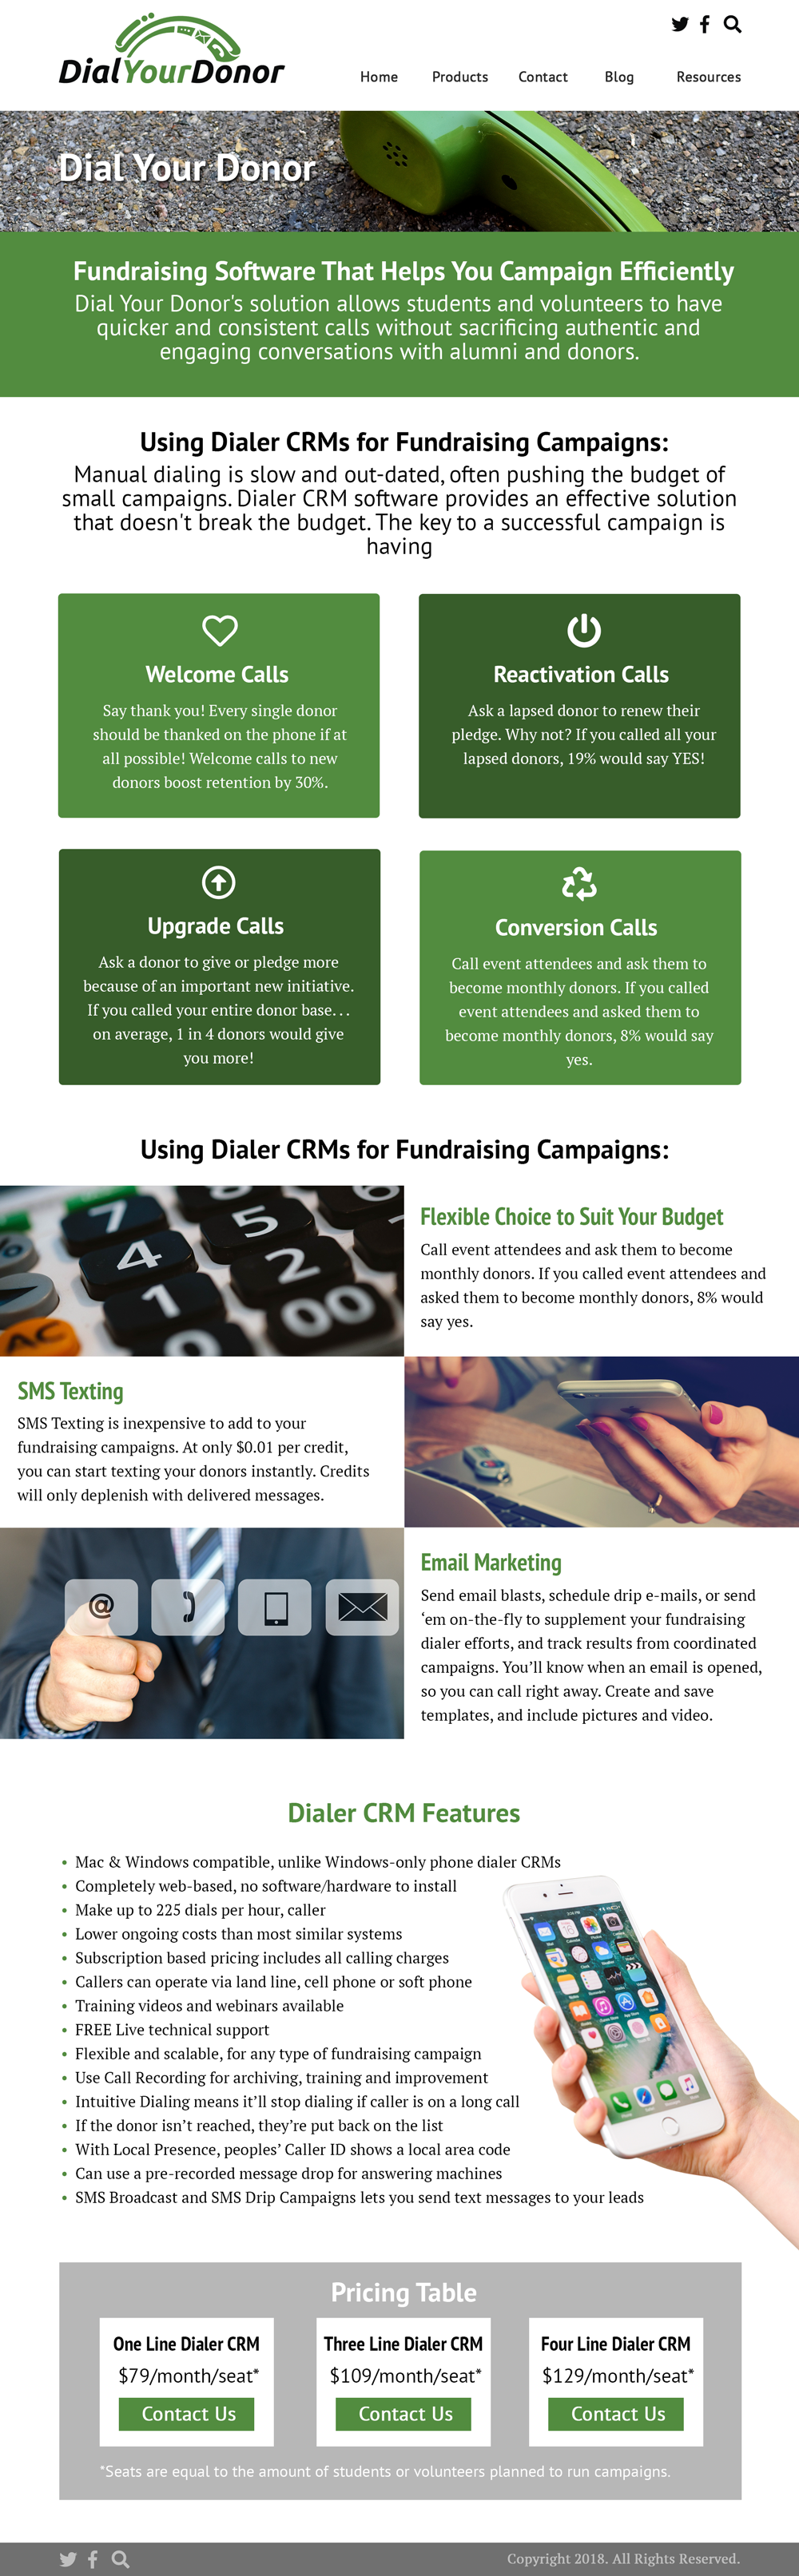 DialYourDonor
Home Products Contact Blog Resources
Dial Your Donor
Fundraising Software That Helps You Campaign Efficiently
Dial Your Donor's solution allows students and volunteers to have
quicker and consistent calls without sacrificing authentic and
engaging conversations with alumni and donors.
Using Dialer CRMs for Fundraising Campaigns:
Manual dialing is slow and out-dated, often pushing the budget of
small campaigns. Dialer CRM software provides an effective solution
that doesn't break the budget. The key to a successful campaign is
having
Welcome Calls
Say thank you! Every single donor
should be thanked on the phone if at
all possible! Welcome calls to new
donors boost retention by 30%.
Reactivation Calls
Ask a lapsed donor to renew their
pledge. Why not? If you called all your
lapsed donors, 19% would say YES!
Upgrade Calls
Ask a donor to give or pledge more
because of an important new initiative.
If you called your entire donor base. . .
on average, 1 in 4 donors would give
you more!
Conversion Calls
Call event attendees and ask them to
become monthly donors. If you called
event attendees and asked them to
become monthly donors, 8% would say
yes.
Using Dialer CRMs for Fundraising Campaigns:
7
4 5
1 2
0 00
AC
Flexible Choice to Suit Your Budget
Call event attendees and ask them to become
monthly donors. If you called event attendees and
asked them to become monthly donors, 8% would
say yes.
SMS Texting
SMS Texting is inexpensive to add to your
fundraising campaigns. At only $0.01 per credit,
you can start texting your donors instantly. Credits
will only deplenish with delivered messages.
@
Email Marketing
Send email blasts, schedule drip e-mails, or send
‘em on-the-fly to supplement your fundraising
dialer efforts, and track results from coordinated
campaigns. You’ll know when an email is opened,
so you can call right away. Create and save
templates, and include pictures and video.
Dialer CRM Features
• Mac & Windows compatible, unlike Windows-only phone dialer CRMs
• Completely web-based, no software/hardware to install
• Make up to 225 dials per hour, caller
• Lower ongoing costs than most similar systems
• Subscription based pricing includes all calling charges
• Callers can operate via land line, cell phone or soft phone
• Training videos and webinars available
• FREE Live technical support
• Flexible and scalable, for any type of fundraising campaign
• Use Call Recording for archiving, training and improvement
• Intuitive Dialing means it’ll stop dialing if caller is on a long call
• If the donor isn’t reached, they’re put back on the list
• With Local Presence, peoples’ Caller ID shows a local area code
• Can use a pre-recorded message drop for answering machines
• SMS Broadcast and SMS Drip Campaigns lets you send text messages to your leads
Pricing Table
One Line Dialer CRM
$79/month/seat*
Contact Us
Three Line Dialer CRM
$109/month/seat*
Contact Us
Four Line Dialer CRM
$129/month/seat*
Contact Us
*Seats are equal to the amount of students or volunteers planned to run campaigns.
Copyright 2018. All Rights Reserved.